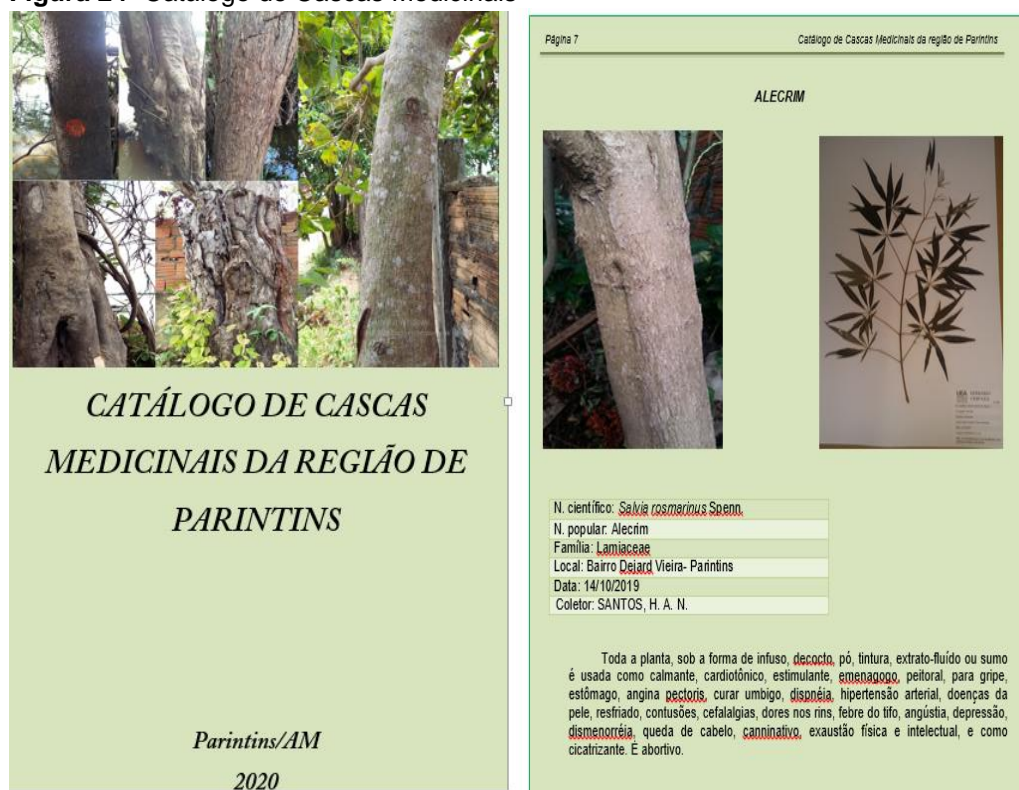 Figura 21- Catálogo de Cascas Medicinais
CATÁLOGO DE CASCAS
MEDICINAIS DA REGIÃO DE
PARINTINS
Parintins/AM
2020
Página 7
Catálogo de Cascas Medicinais da região de Parintins
ALECRIM
N. científico: Salvia rosmarinus Spenn.
N. popular: Alecrim
Família: Lamiaceae
Local: Bairro Dejard Vieira- Parintins
Data: 14/10/2019
Coletor: SANTOS, H. A. N.
Toda a planta, sob a forma de infuso, decocto, pó, tintura, extrato-fluído ou sumo
é usada como calmante, cardiotônico, estimulante, emenagogo, peitoral, para gripe,
estômago, angina pectoris, curar umbigo, dispnéia, hipertensão arterial, doenças da
pele, resfriado, contusões, cefalalgias, dores nos rins, febre do tifo, angústia, depressão,
dismenorréia, queda de cabelo, canninativo, exaustão física e intelectual, e como
cicatrizante. É abortivo.